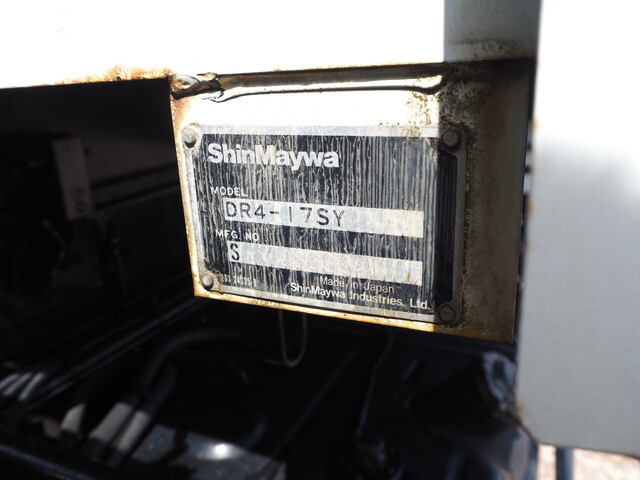 ShinMaywa
MODEL
DR4-17SY
MFG. NO.
S
Made in Japan
ShinMaywa Industries, Ltd.